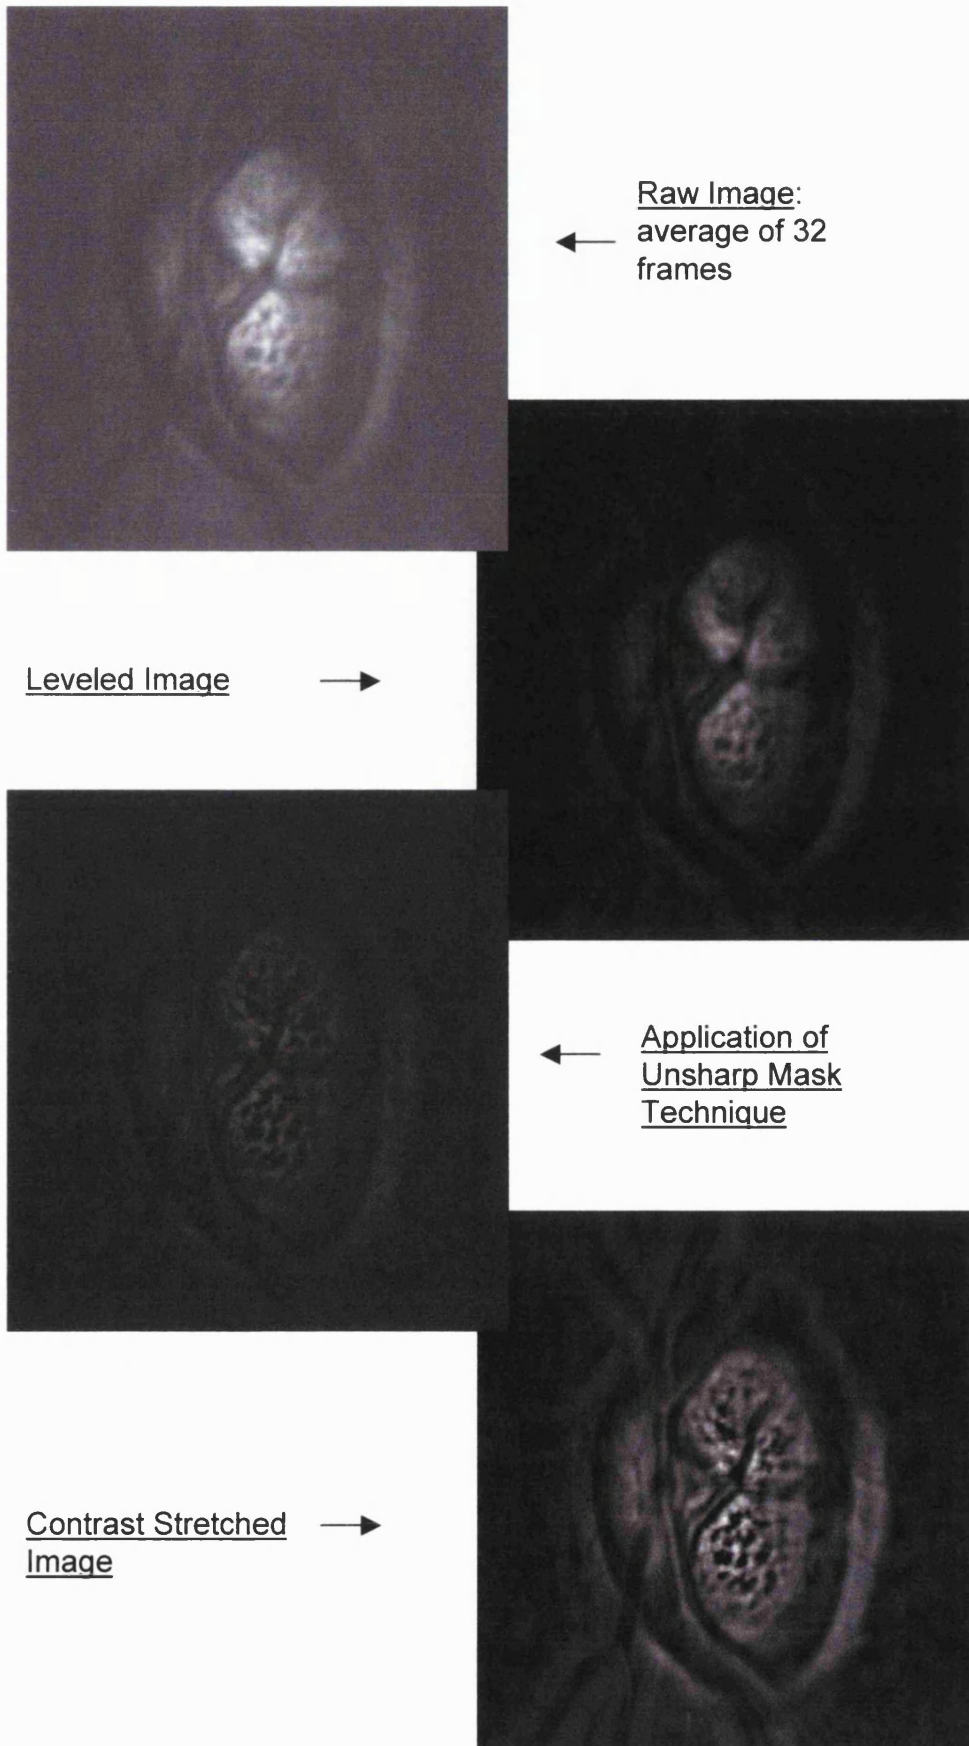 Raw Image:
average of 32
frames
Leveled Image
Application of
Unsharp Mask
Technique
Contrast Stretched
Image